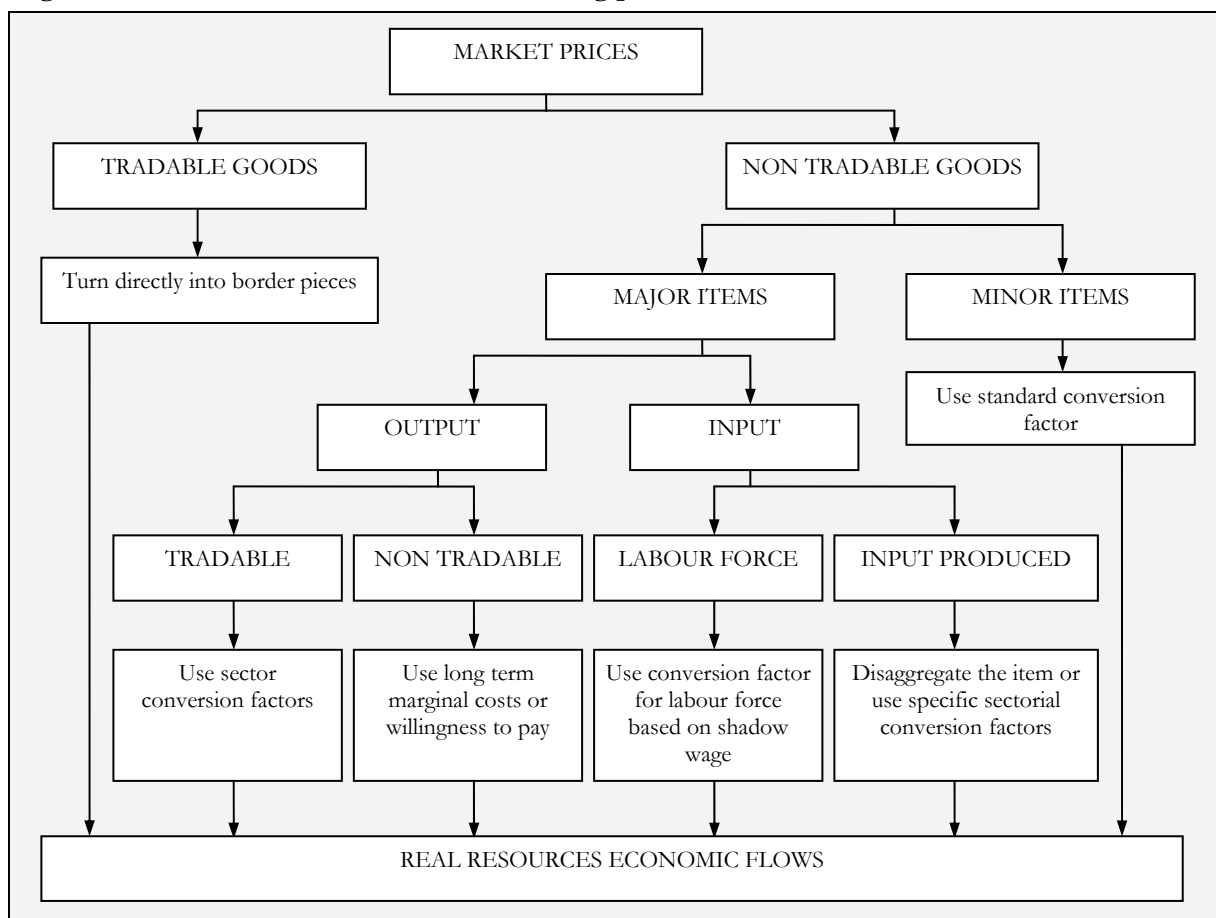 MARKET PRICES
TRADABLE GOODS
NON TRADABLE GOODS
Turn directly into border pieces
MAJOR ITEMS
MINOR ITEMS
Use standard conversion
factor
OUTPUT
INPUT
TRADABLE
NON TRADABLE
LABOUR FORCE
INPUT PRODUCED
Use sector
conversion factors
Use long term
marginal costs or
willingness to pay
Use conversion factor
for labour force
based on shadow
wage
Disaggregate the item or
use specific sectorial
conversion factors
REAL RESOURCES ECONOMIC FLOWS